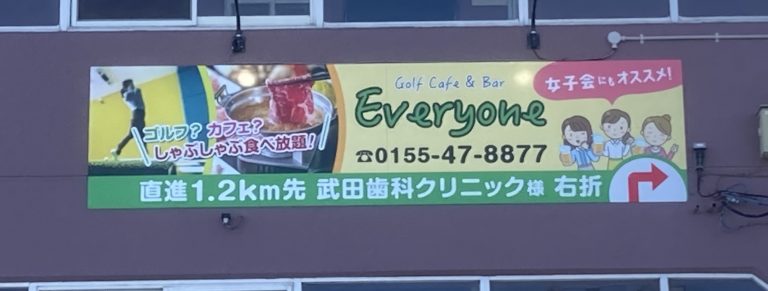 ゴルフ? カフェ?
しゃぶしゃぶ食べ放題!
Golf Cafe & Bar
Everyone
☎0155-47-8877
女子会にもオススメ!
直進1.2km先 武田歯科クリニック様 右折